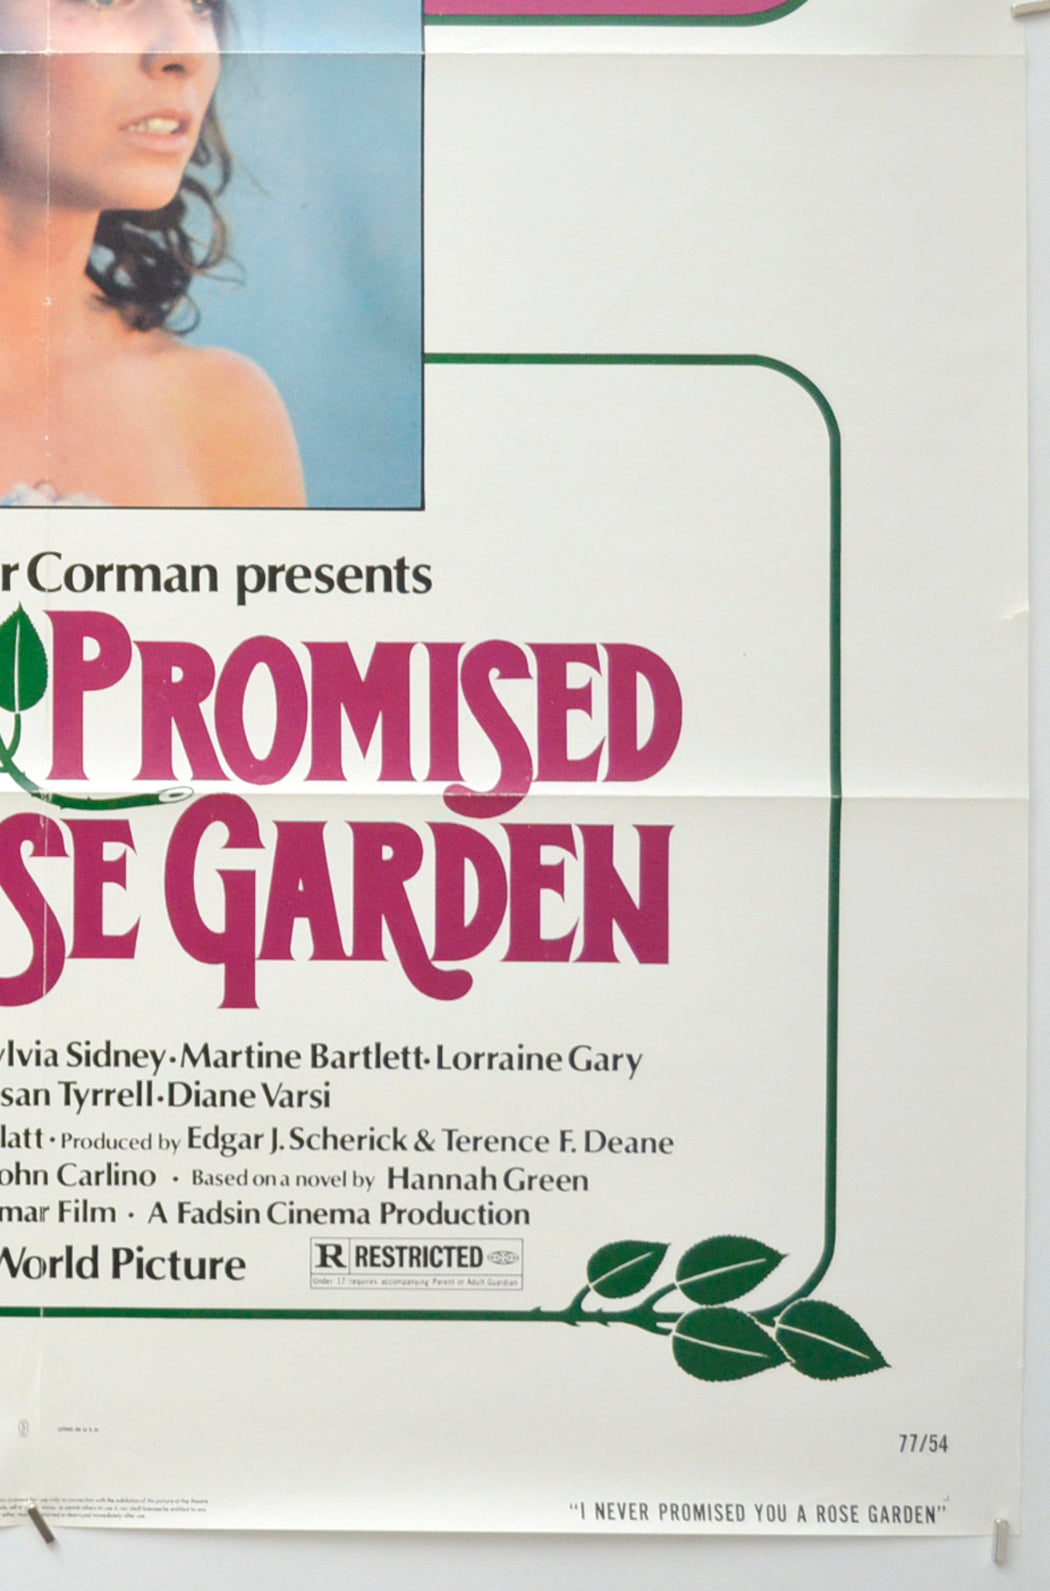 r Corman presents
PROMISED
SE GARDEN
ylvia Sidney · Martine Bartlett · Lorraine Gary
san Tyrrell · Diane Varsi
latt · Produced by Edgar J. Scherick & Terence F. Deane
ohn Carlino · Based on a novel by Hannah Green
mar Film · A Fadsin Cinema Production
World Picture
R RESTRICTED
Under 17 requires accompanying Parent or Adult Guardian
LITHO. IN U.S.A.
77/54
"I NEVER PROMISED YOU A ROSE GARDEN"